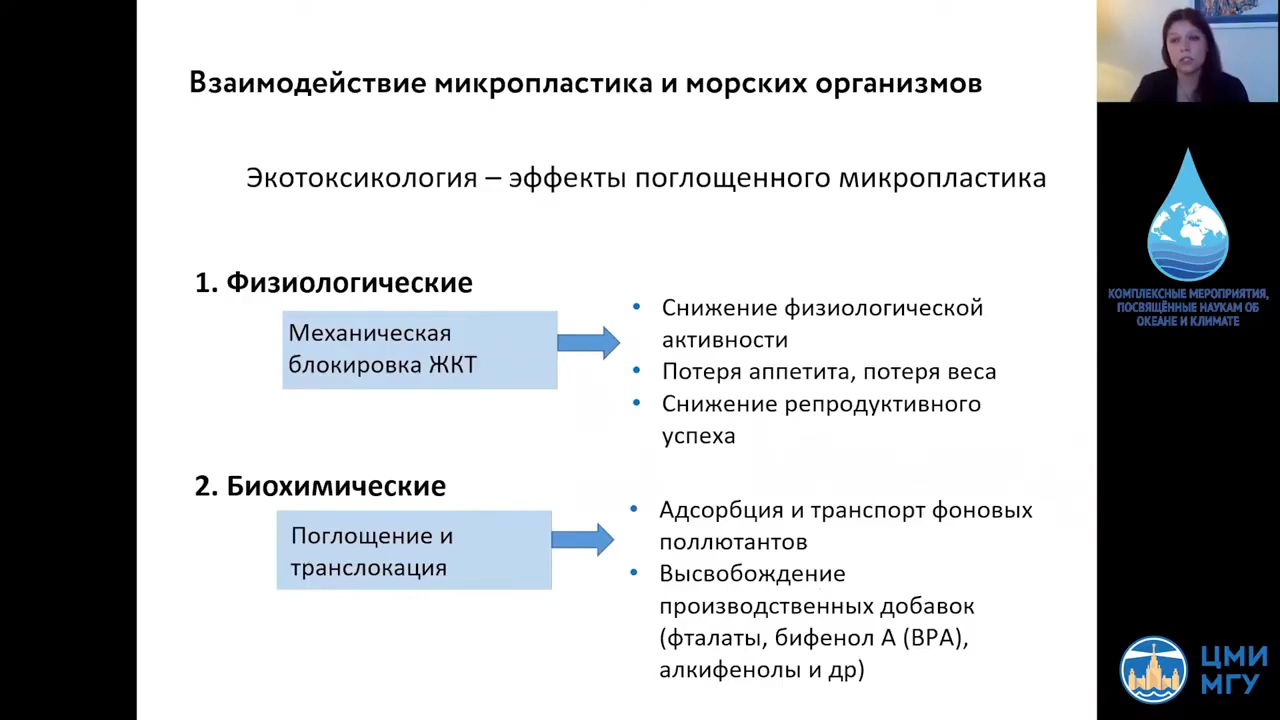 Взаимодействие микропластика и морских организмов
Экотоксикология – эффекты поглощенного микропластика
1. Физиологические
Механическая
блокировка ЖКТ
• Снижение физиологической
активности
• Потеря аппетита, потеря веса
• Снижение репродуктивного
успеха
2. Биохимические
Поглощение и
транслокация
• Адсорбция и транспорт фоновых
поллютантов
• Высвобождение
производственных добавок
(фталаты, бифенол А (BPA),
алкифенолы и др)
КОМПЛЕКСНЫЕ МЕРОПРИЯТИЯ,
ПОСВЯЩЁННЫЕ НАУКАМ ОБ
ОКЕАНЕ И КЛИМАТЕ
ЦМИ
МГУ